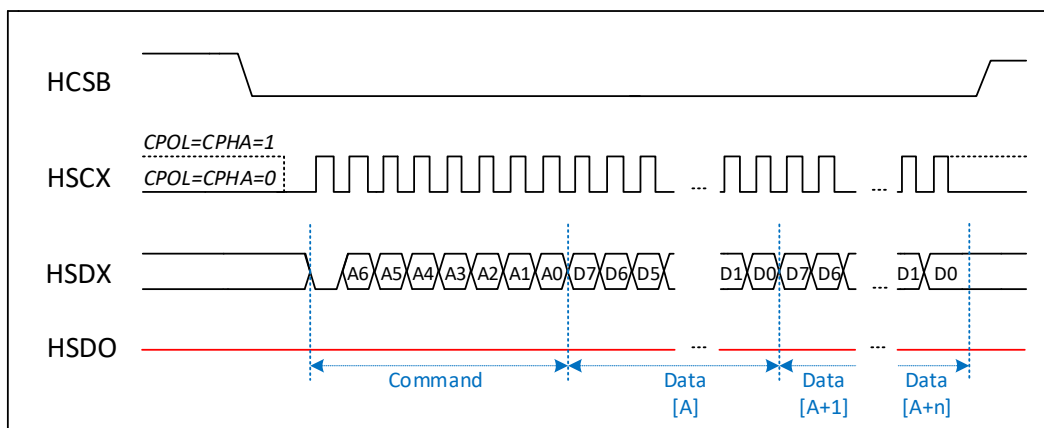 HCSB
CPOL=CPHA=1
HSCX
CPOL=CPHA=0
... ...
HSDX
A6 A5 A4 A3 A2 A1 A0 D7 D6 D5 D1 D0 D7 D6 ... D1 D0
HSDO
... ...
Command Data Data Data
[A] [A+1] [A+n]